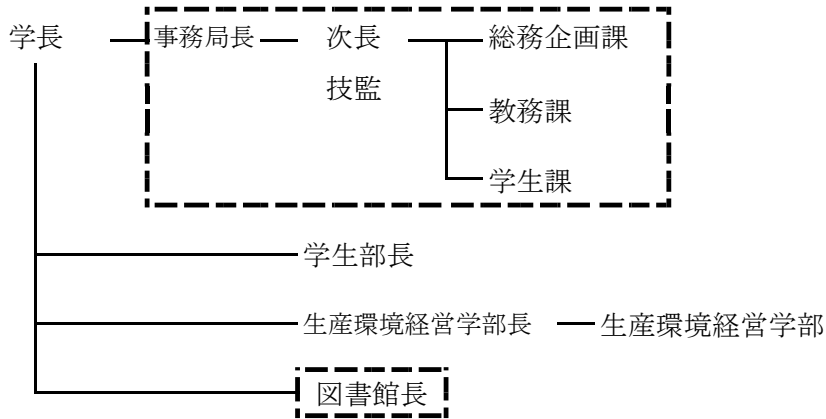 学長 事務局長 次長 総務企画課
技監
教務課
学生課
学生部長
生産環境経営学部長 生産環境経営学部
図書館長